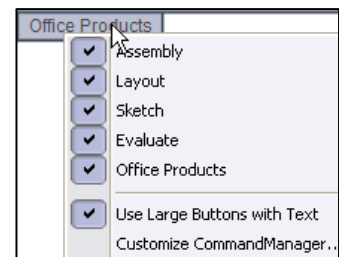 Office Products
Assembly
Layout
Sketch
Evaluate
Office Products
Use Large Buttons with Text
Customize CommandManager..